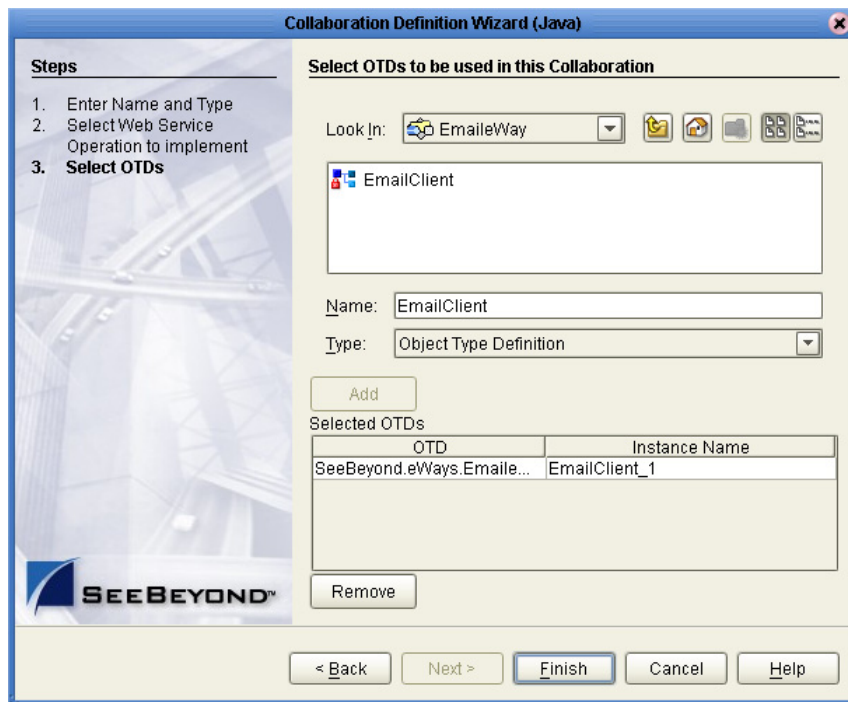 Collaboration Definition Wizard (Java)
Steps
1. Enter Name and Type
2. Select Web Service
Operation to implement
3. Select OTDs
Select OTDs to be used in this Collaboration
Look In: EmaileWay
EmailClient
Name: EmailClient
Type: Object Type Definition
Add
Selected OTDs
OTD Instance Name
SeeBeyond.eWays.Emaile... EmailClient_1
Remove
SEEBEYOND™
< Back Next > Finish Cancel Help